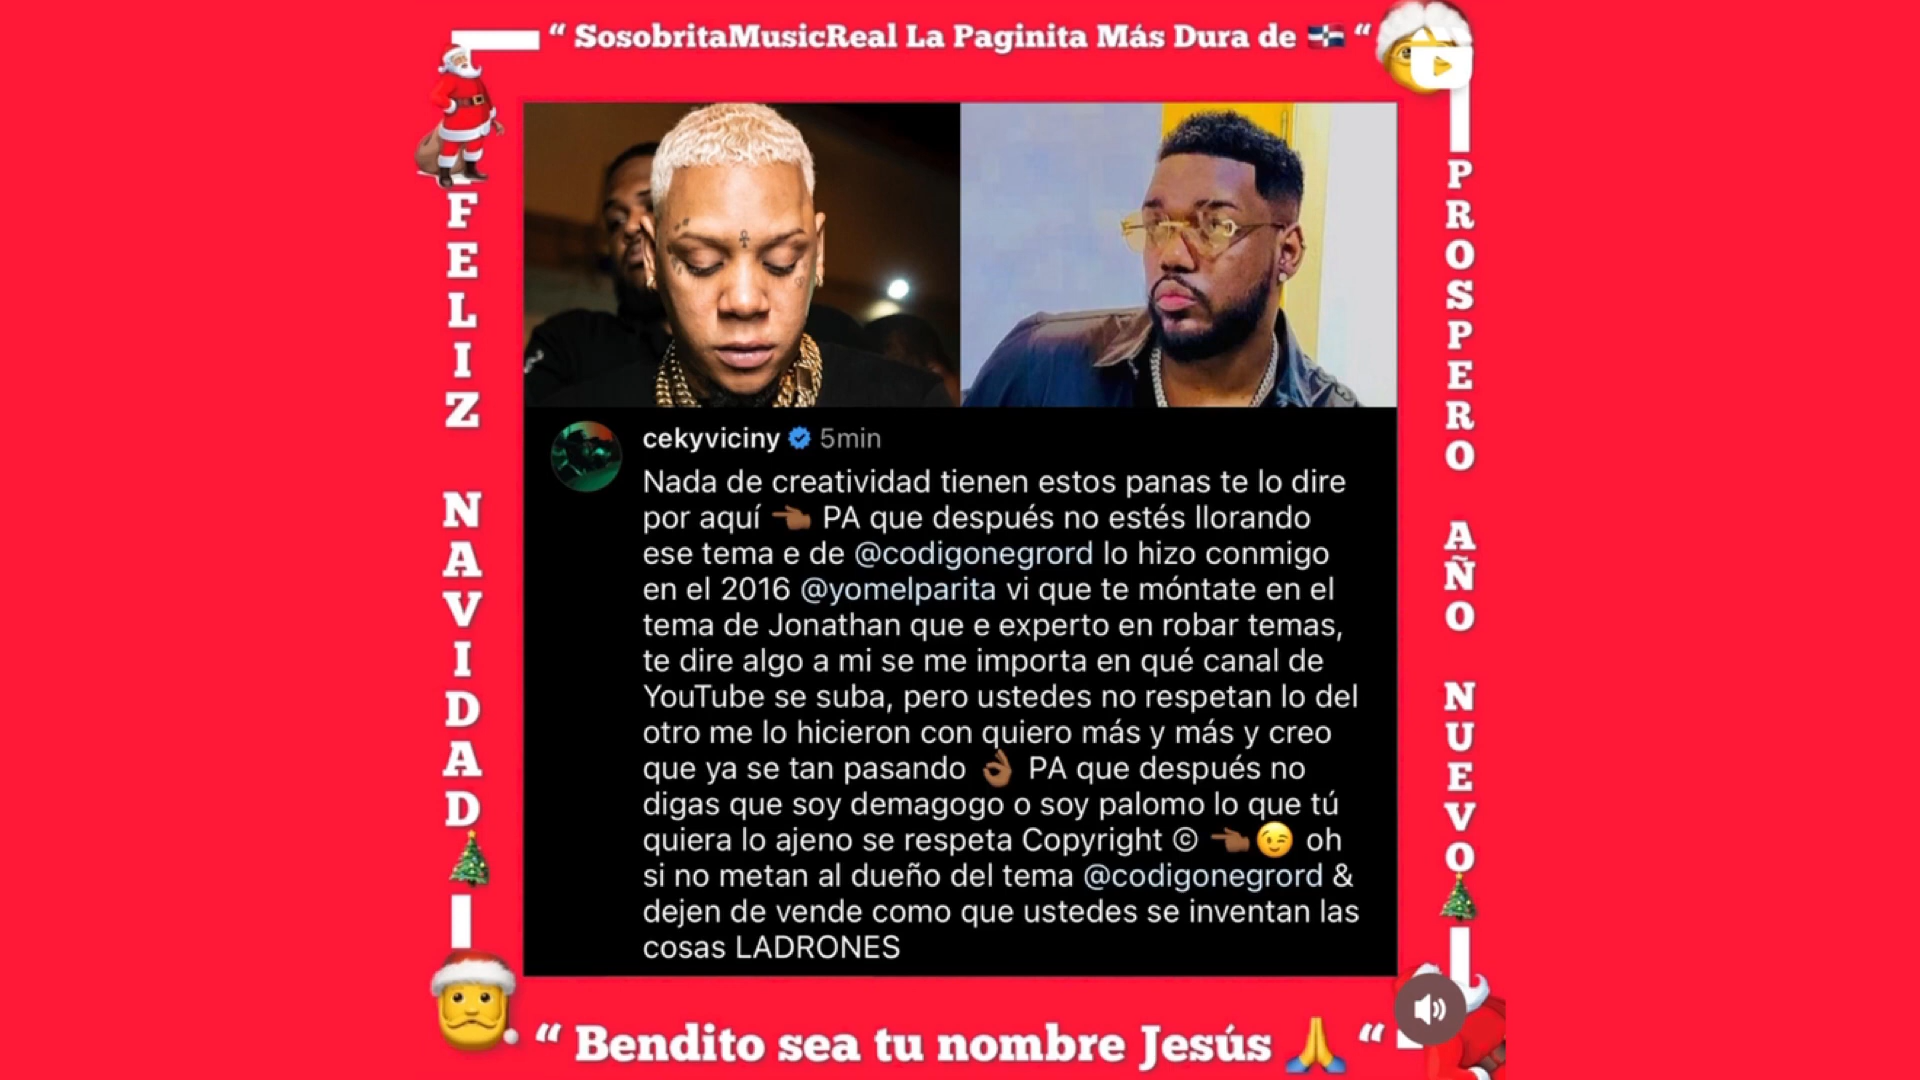 “ SosobritaMusicReal La Paginita Más Dura de 🇩🇴 “
FELIZ NAVIDAD🎄
PROSPERO AÑO NUEVO🎄
cekyviciny 5min
Nada de creatividad tienen estos panas te lo dire
por aquí 👈🏾 PA que después no estés llorando
ese tema e de @codigonegrord lo hizo conmigo
en el 2016 @yomelparita vi que te móntate en el
tema de Jonathan que e experto en robar temas,
te dire algo a mi se me importa en qué canal de
YouTube se suba, pero ustedes no respetan lo del
otro me lo hicieron con quiero más y más y creo
que ya se tan pasando 👌🏾 PA que después no
digas que soy demagogo o soy palomo lo que tú
quiera lo ajeno se respeta Copyright © 👈🏾😉 oh
si no metan al dueño del tema @codigonegrord &
dejen de vende como que ustedes se inventan las
cosas LADRONES
“ Bendito sea tu nombre Jesús 🙏 “